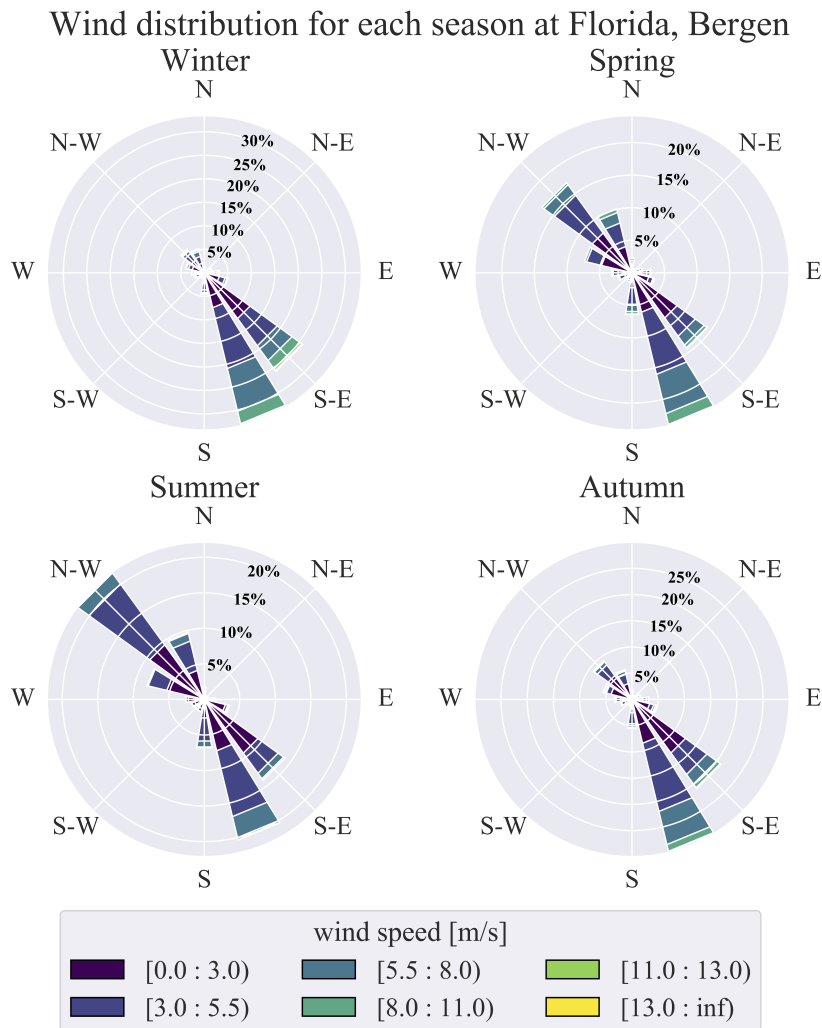 Wind distribution for each season at Florida, Bergen
Winter
Spring
N
N
N-W
N-E
N-W
N-E
30%
25%
20%
15%
10%
5%
20%
15%
10%
5%
W
E
W
E
S-W
S-E
S-W
S-E
S
S
Summer
Autumn
N
N
N-W
N-E
N-W
N-E
20%
15%
10%
5%
25%
20%
15%
10%
5%
W
E
W
E
S-W
S-E
S-W
S-E
S
S
wind speed [m/s]
[0.0 : 3.0) [5.5 : 8.0) [11.0 : 13.0)
[3.0 : 5.5) [8.0 : 11.0) [13.0 : inf)